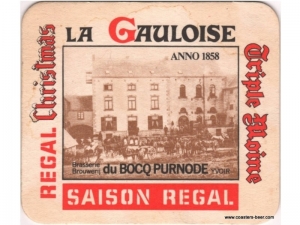 LA GAULOISE
ANNO 1858
REGAL Christmas
Triple Moine
Brasserie
Brouwerij
du BOCQ PURNODE
YVOIR
SAISON REGAL
www.coasters-beer.com